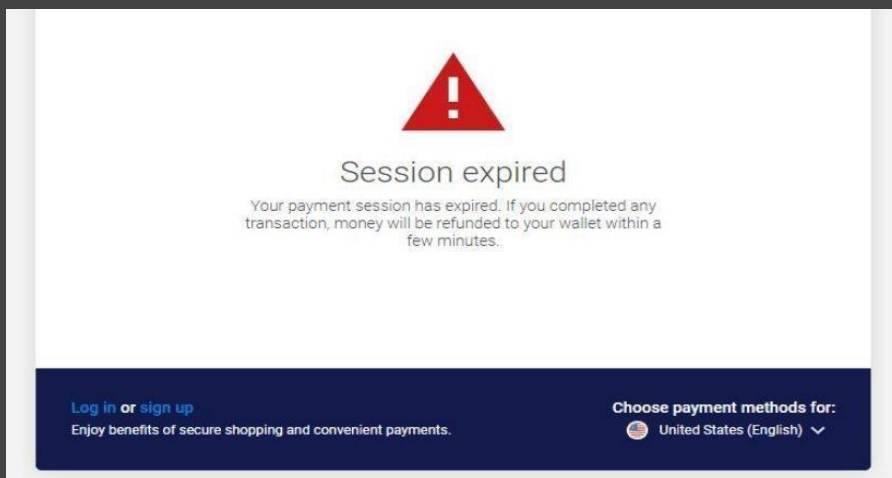 Session expired
Your payment session has expired. If you completed any
transaction, money will be refunded to your wallet within a
few minutes.
Log in or sign up
Enjoy benefits of secure shopping and convenient payments.
Choose payment methods for:
United States (English)